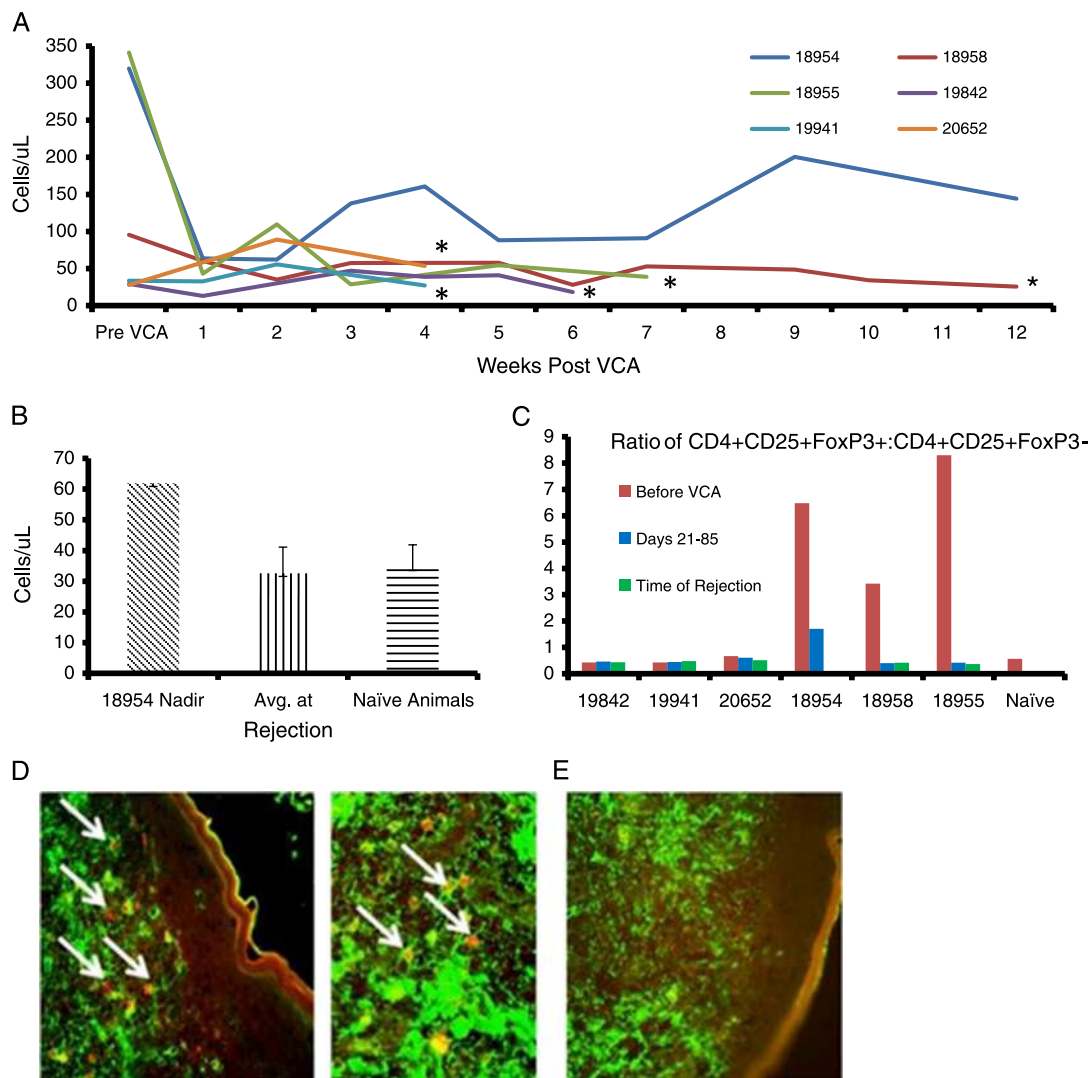 A
350
300
250
200
150
100
50
0
Cells/uL
18954
18958
18955
19842
19941
20652
*
*
*
*
*
Pre VCA 1 2 3 4 5 6 7 8 9 10 11 12
Weeks Post VCA
B
70
60
50
40
30
20
10
0
Cells/uL
18954 Nadir
Avg. at
Rejection
Naïve Animals
C
Ratio of CD4+CD25+FoxP3+:CD4+CD25+FoxP3-
9
8
7
6
5
4
3
2
1
0
Before VCA
Days 21-85
Time of Rejection
19842 19941 20652 18954 18958 18955 Naïve
D
E